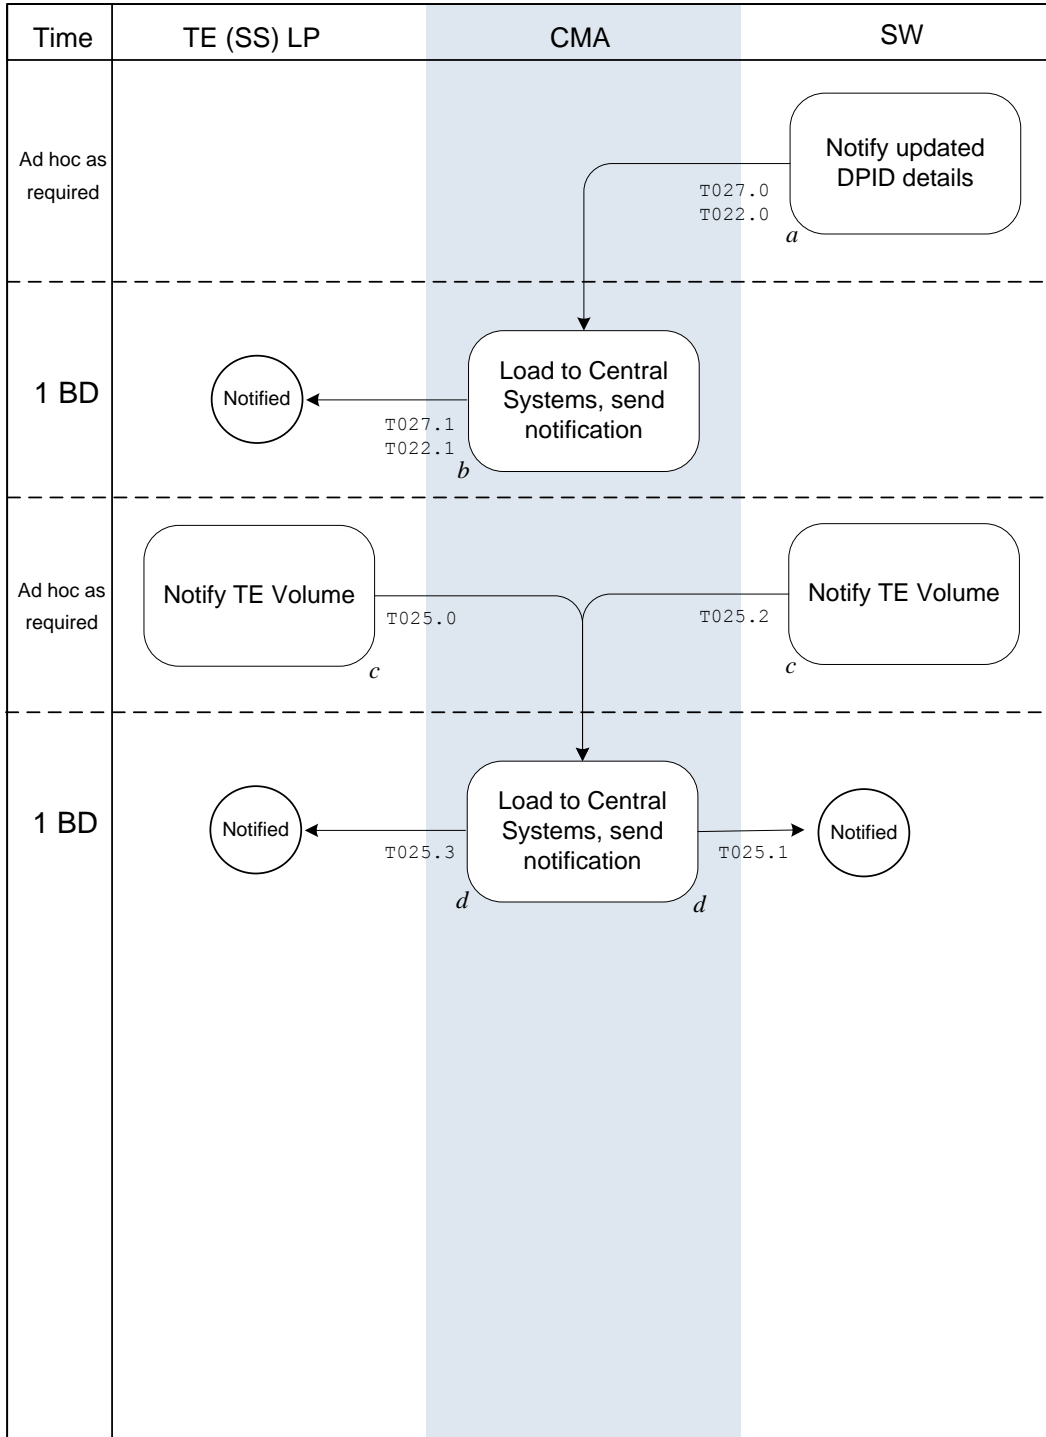 Time
TE (SS) LP
CMA
SW
Ad hoc as
required
Notify updated
DPID details
T027.0
T022.0
a
1 BD
Notified
Load to Central
Systems, send
notification
T027.1
T022.1
b
Ad hoc as
required
Notify TE Volume
T025.0
c
Notify TE Volume
T025.2
c
1 BD
Notified
Load to Central
Systems, send
notification
Notified
T025.3
T025.1
d
d